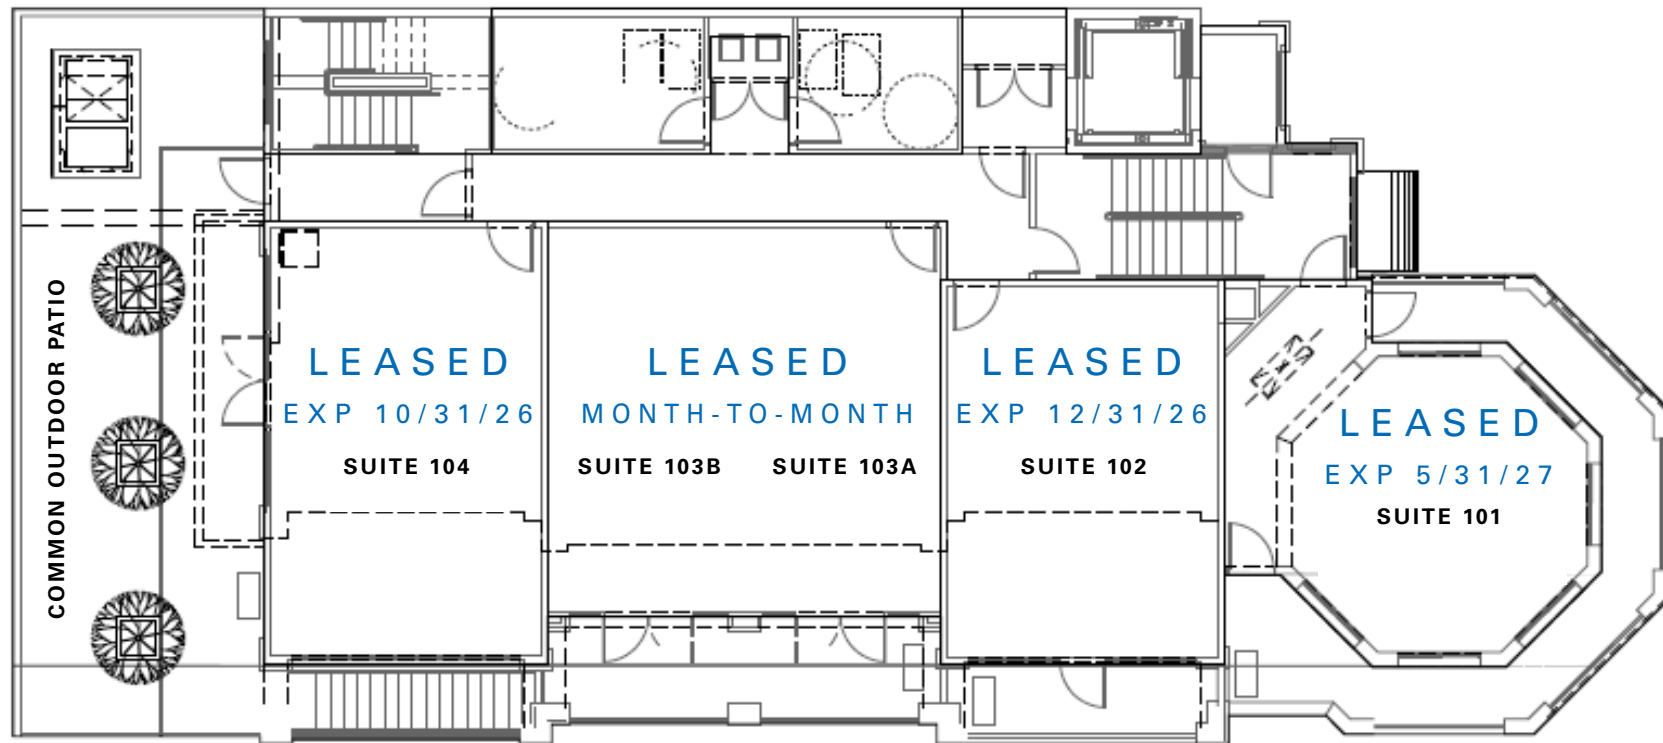 COMMON OUTDOOR PATIO
LEASED
EXP 10/31/26
SUITE 104
LEASED
MONTH-TO-MONTH
SUITE 103B SUITE 103A
LEASED
EXP 12/31/26
SUITE 102
LEASED
EXP 5/31/27
SUITE 101